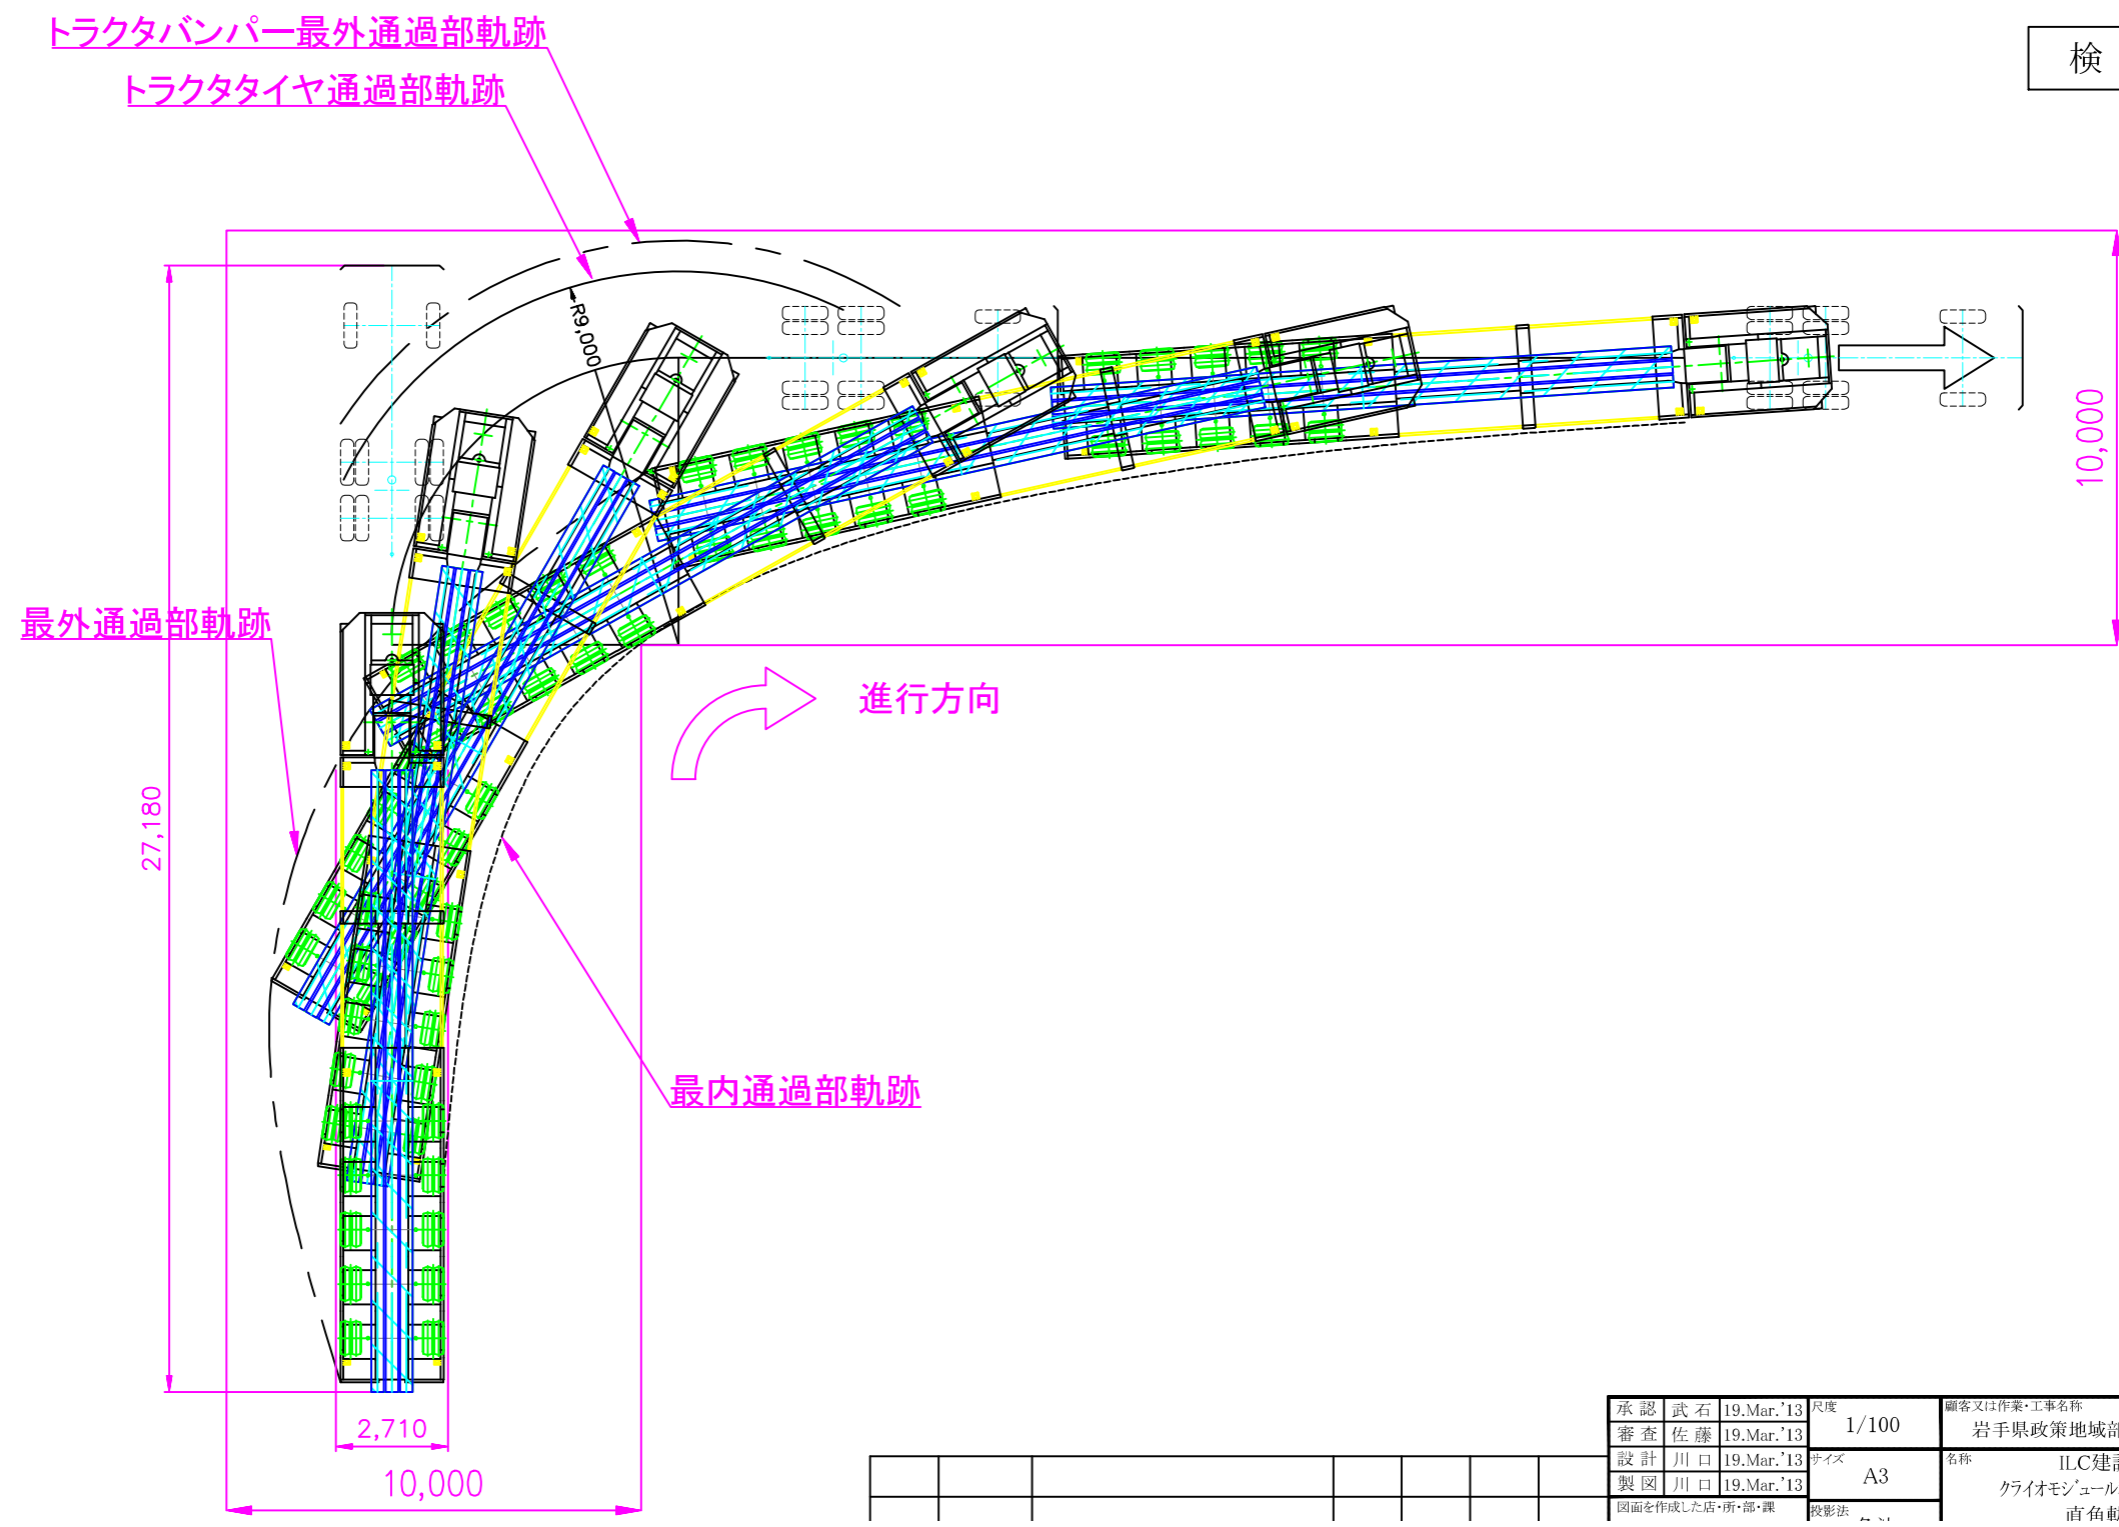 トラクタバンパー最外通過部軌跡
トラクタタイヤ通過部軌跡
検
R9,000
10,000
最外通過部軌跡
進行方向
27,180
最内通過部軌跡
2,710
10,000
承認 武石 19.Mar.'13
審査 佐藤 19.Mar.'13
設計 川口 19.Mar.'13
製図 川口 19.Mar.'13
図面を作成した店・所・部・課
尺度
1/100
サイズ
A3
投影法
顧客又は作業・工事名称
岩手県政策地域部
名称
ILC建設
クライオモジュール
直角転